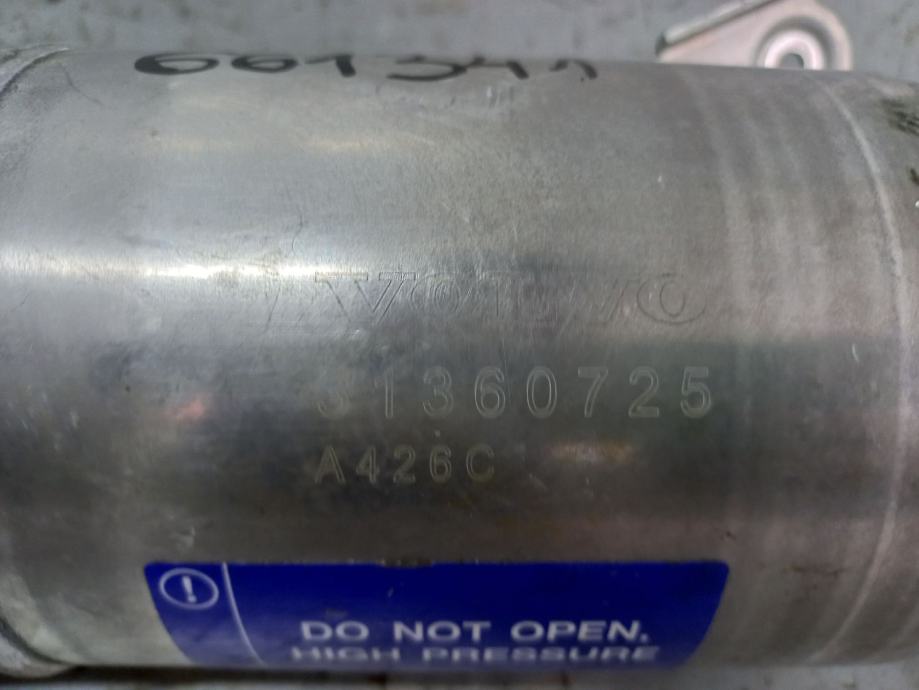 VOLVO
31360725
A426C
!
DO NOT OPEN.
HIGH PRESSURE